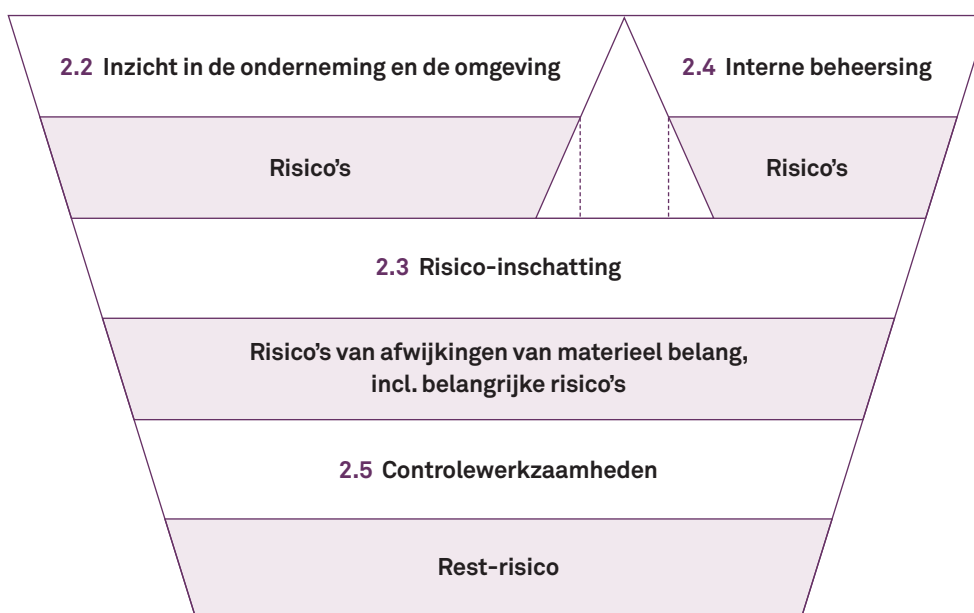 2.2 Inzicht in de onderneming en de omgeving
2.4 Interne beheersing
Risico’s
Risico’s
2.3 Risico-inschatting
Risico’s van afwijkingen van materieel belang,
incl. belangrijke risico’s
2.5 Controlewerkzaamheden
Rest-risico